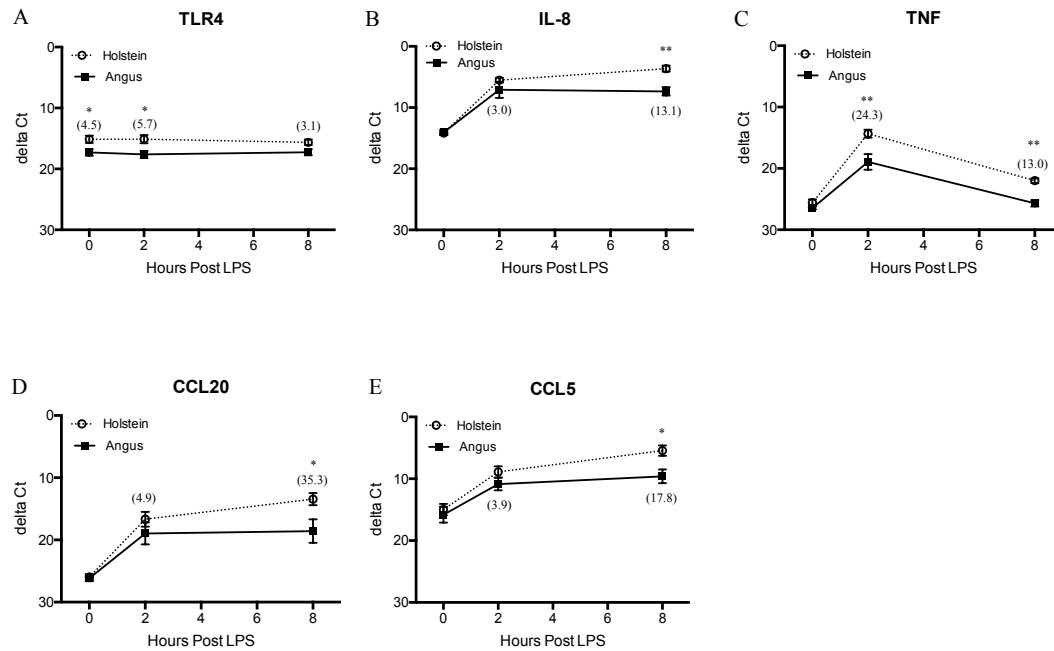 A
TLR4
0
10
20
30
delta Ct
Holstein
Angus
*
(4.5)
*
(5.7)
(3.1)
0 2 4 6 8
Hours Post LPS
B
IL-8
0
10
20
30
delta Ct
Holstein
Angus
**
(3.0)
(13.1)
0 2 4 6 8
Hours Post LPS
C
TNF
0
10
20
30
delta Ct
Holstein
Angus
**
(24.3)
**
(13.0)
0 2 4 6 8
Hours Post LPS
D
CCL20
0
10
20
30
delta Ct
Holstein
Angus
(4.9)
*
(35.3)
0 2 4 6 8
Hours Post LPS
E
CCL5
0
10
20
30
delta Ct
Holstein
Angus
*
(3.9)
(17.8)
0 2 4 6 8
Hours Post LPS